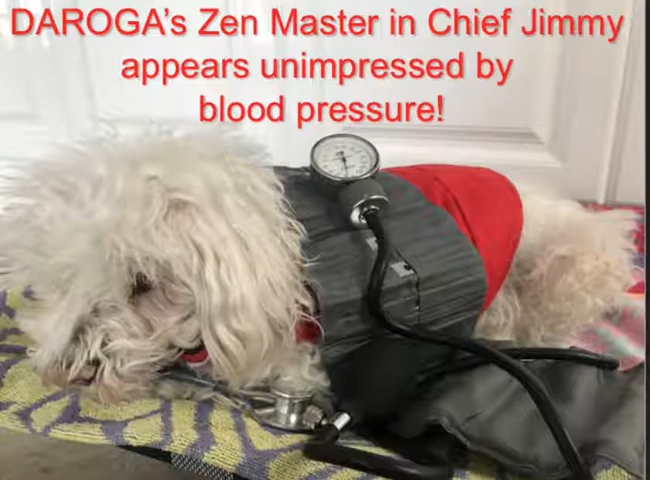 DAROGA's Zen Master in Chief Jimmy
appears unimpressed by
blood pressure!